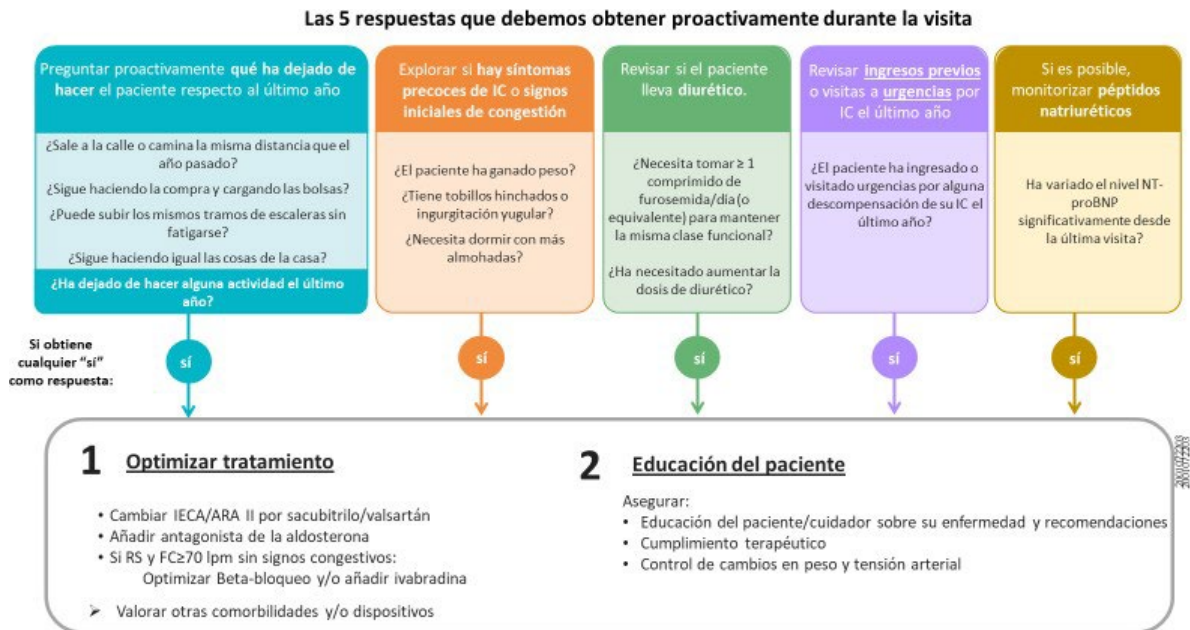 Las 5 respuestas que debemos obtener proactivamente durante la visita
Preguntar proactivamente qué ha dejado de
hacer el paciente respecto al último año
¿Sale a la calle o camina la misma distancia que el
año pasado?
¿Sigue haciendo la compra y cargando las bolsas?
¿Puede subir los mismos tramos de escaleras sin
fatigarse?
¿Sigue haciendo igual las cosas de la casa?
¿Ha dejado de hacer alguna actividad el último
año?
Explorar si hay síntomas
precoces de IC o signos
iniciales de congestión
¿El paciente ha ganado peso?
¿Tiene tobillos hinchados o
ingurgitación yugular?
¿Necesita dormir con más
almohadas?
Revisar si el paciente
lleva diurético.
¿Necesita tomar ≥ 1
comprimido de
furosemida/día (o
equivalente) para mantener
la misma clase funcional?
¿Ha necesitado aumentar la
dosis de diurético?
Revisar ingresos previos
o visitas a urgencias por
IC el último año
¿El paciente ha ingresado o
visitado urgencias por alguna
descompensación de su IC el
último año?
Si es posible,
monitorizar péptidos
natriuréticos
Ha variado el nivel NT-
proBNP
significativamente desde
la última visita?
Si obtiene
cualquier “sí”
como respuesta:
sí
sí
sí
sí
sí
1 Optimizar tratamiento
• Cambiar IECA/ARA II por sacubitrilo/valsartán
• Añadir antagonista de la aldosterona
• Si RS y FC≥70 lpm sin signos congestivos:
Optimizar Beta-bloqueo y/o añadir ivabradina
➢ Valorar otras comorbilidades y/o dispositivos
2 Educación del paciente
Asegurar:
• Educación del paciente/cuidador sobre su enfermedad y recomendaciones
• Cumplimiento terapéutico
• Control de cambios en peso y tensión arterial